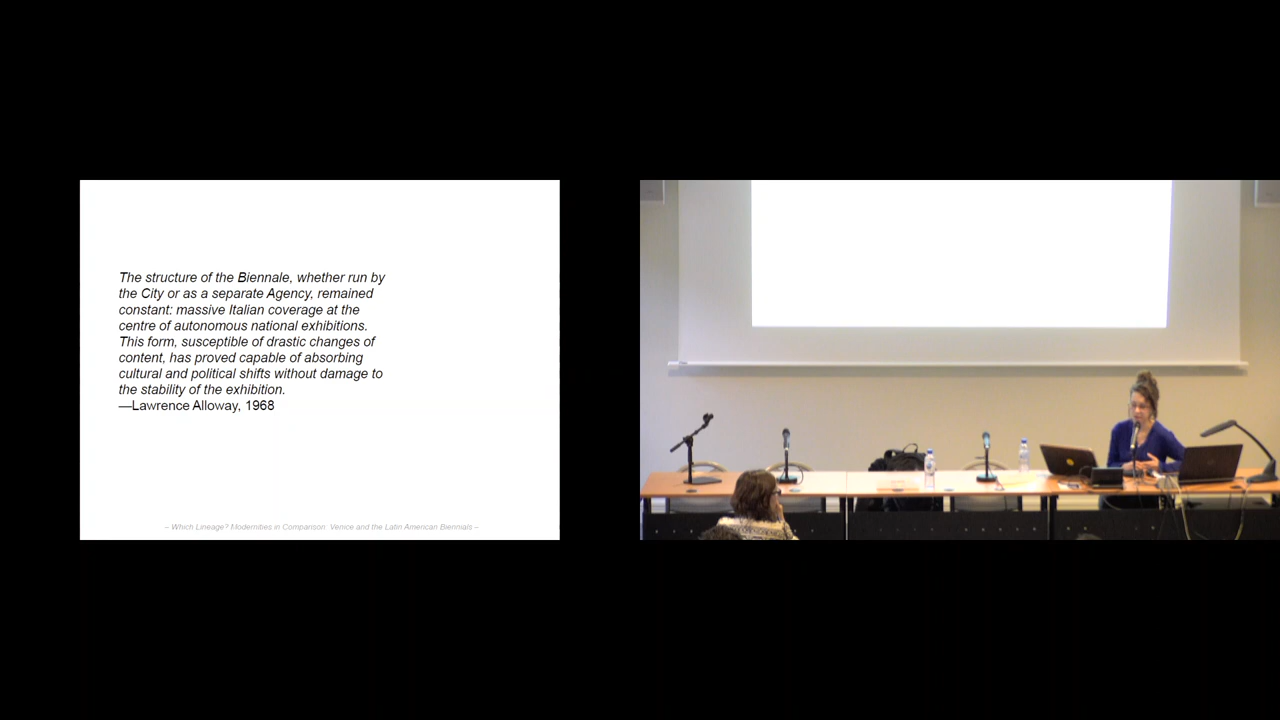 The structure of the Biennale, whether run by
the City or as a separate Agency, remained
constant: massive Italian coverage at the
centre of autonomous national exhibitions.
This form, susceptible of drastic changes of
content, has proved capable of absorbing
cultural and political shifts without damage to
the stability of the exhibition.
—Lawrence Alloway, 1968
– Which Lineage? Modernities in Comparison: Venice and the Latin American Biennials –